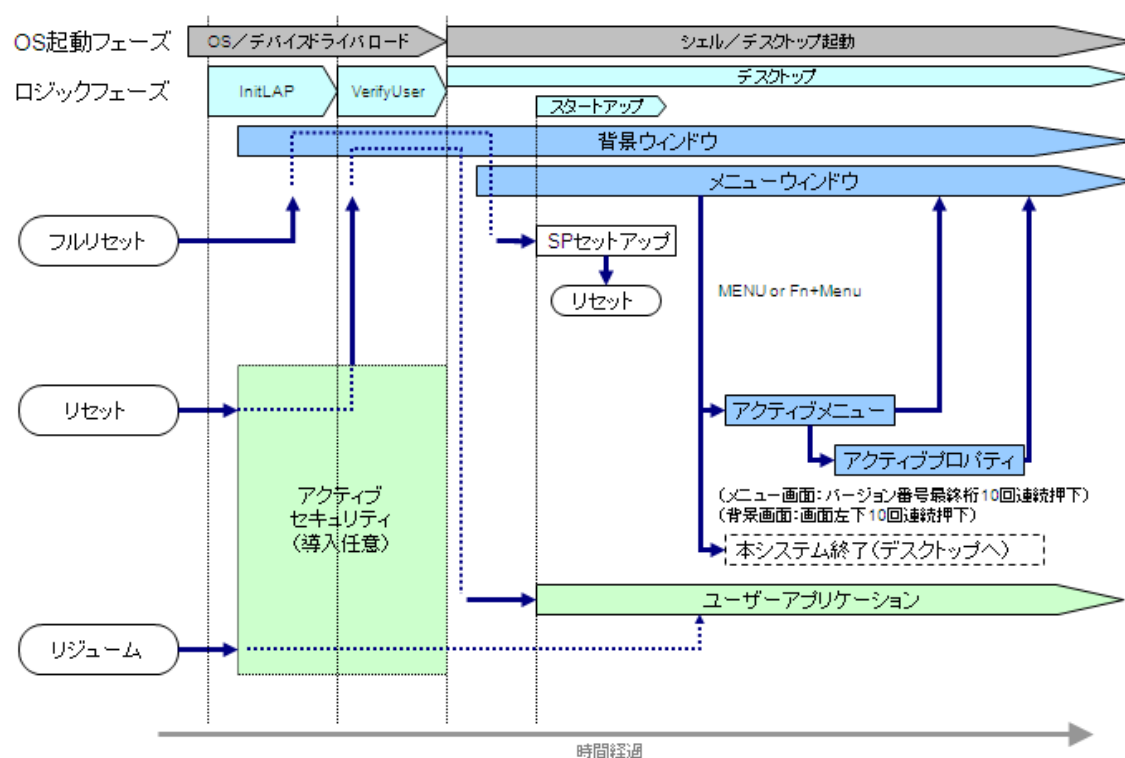 OS起動フェーズ
OS／デバイスドライバロード
シェル／デスクトップ起動
ロジックフェーズ
InitLAP
VerifyUser
デスクトップ
スタートアップ
背景ウィンドウ
メニューウィンドウ
フルリセット
SPセットアップ
リセット
MENU or Fn+Menu
リセット
アクティブメニュー
アクティブプロパティ
アクティブ
セキュリティ
（導入任意）
（メニュー画面：バージョン番号最終桁10回連続押下）
（背景画面：画面左下10回連続押下）
本システム終了（デスクトップへ）
ユーザーアプリケーション
リジューム
時間経過